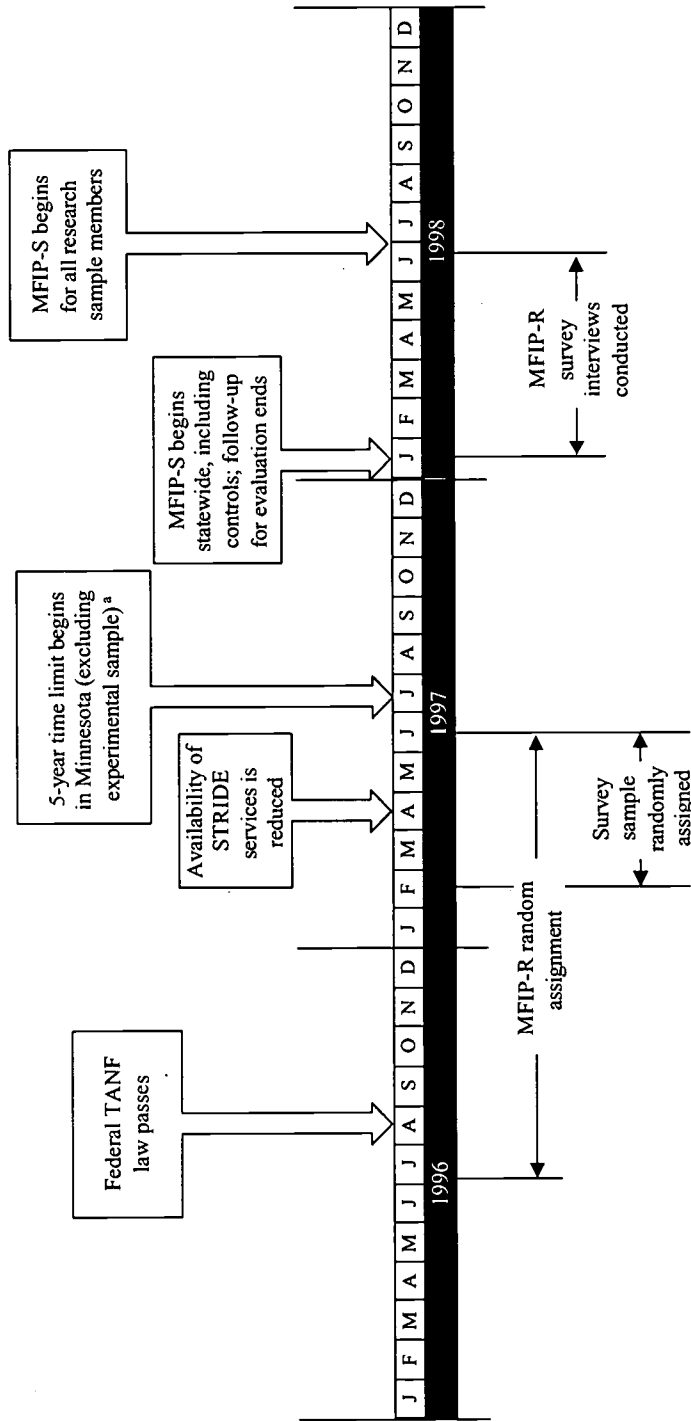 Federal TANF
law passes
Availability of
STRIDE
services is
reduced
5-year time limit begins
in Minnesota (excluding
experimental sample) a
MFIP-S begins
statewide, including
controls; follow-up
for evaluation ends
MFIP-S begins
for all research
sample members
J F M A M J J A S O N D J F M A M J J A S O N D J F M A M J J A S O N D
1996 1997 1998
MFIP-R random
assignment
Survey
sample
randomly
assigned
MFIP-R
survey
interviews
conducted